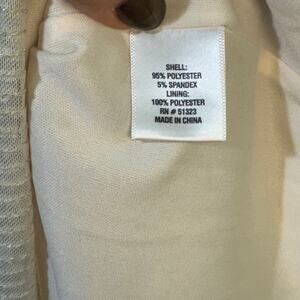 SHELL:
95% POLYESTER
5% SPANDEX
LINING:
100% POLYESTER
RN # 51323
MADE IN CHINA